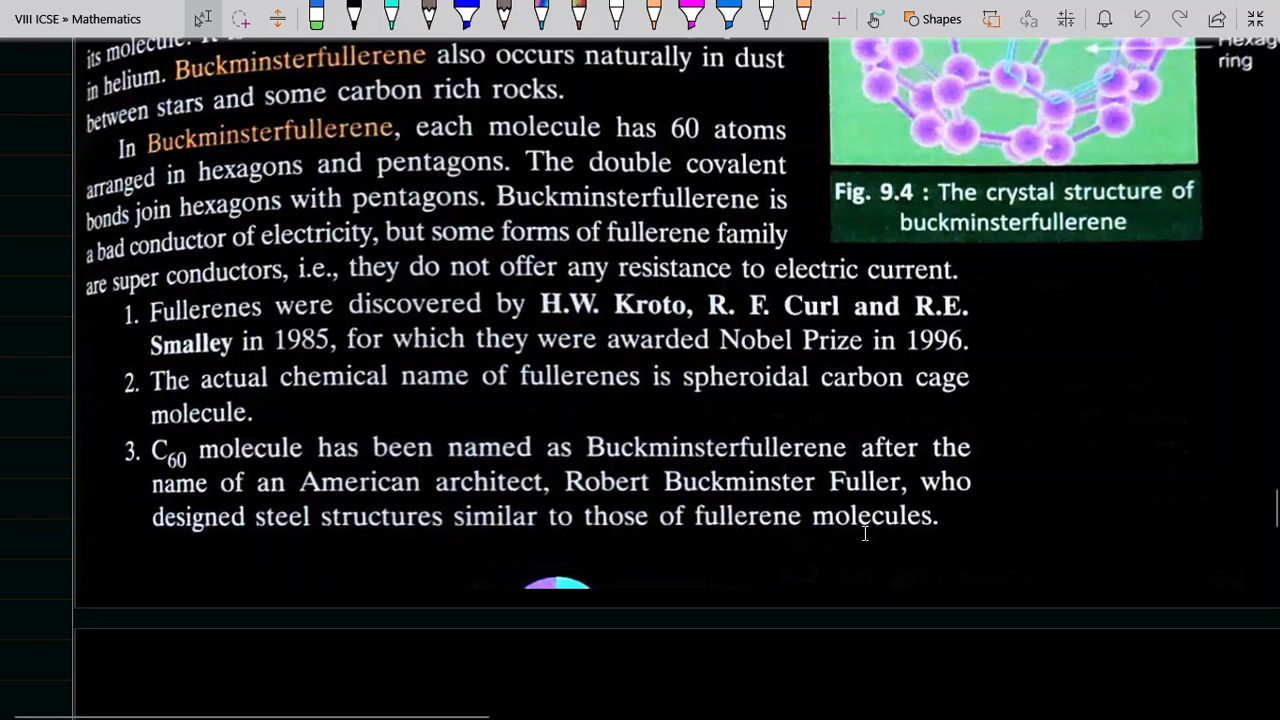 VIII ICSE » Mathematics
Shapes
its molecule.
in helium. Buckminsterfullerene also occurs naturally in dust
between stars and some carbon rich rocks.
In Buckminsterfullerene, each molecule has 60 atoms
arranged in hexagons and pentagons. The double covalent
bonds join hexagons with pentagons. Buckminsterfullerene is
a bad conductor of electricity, but some forms of fullerene family
are super conductors, i.e., they do not offer any resistance to electric current.
ring
Fig. 9.4 : The crystal structure of
buckminsterfullerene
1. Fullerenes were discovered by H.W. Kroto, R. F. Curl and R.E.
Smalley in 1985, for which they were awarded Nobel Prize in 1996.
2. The actual chemical name of fullerenes is spheroidal carbon cage
molecule.
3. C60 molecule has been named as Buckminsterfullerene after the
name of an American architect, Robert Buckminster Fuller, who
designed steel structures similar to those of fullerene molecules.